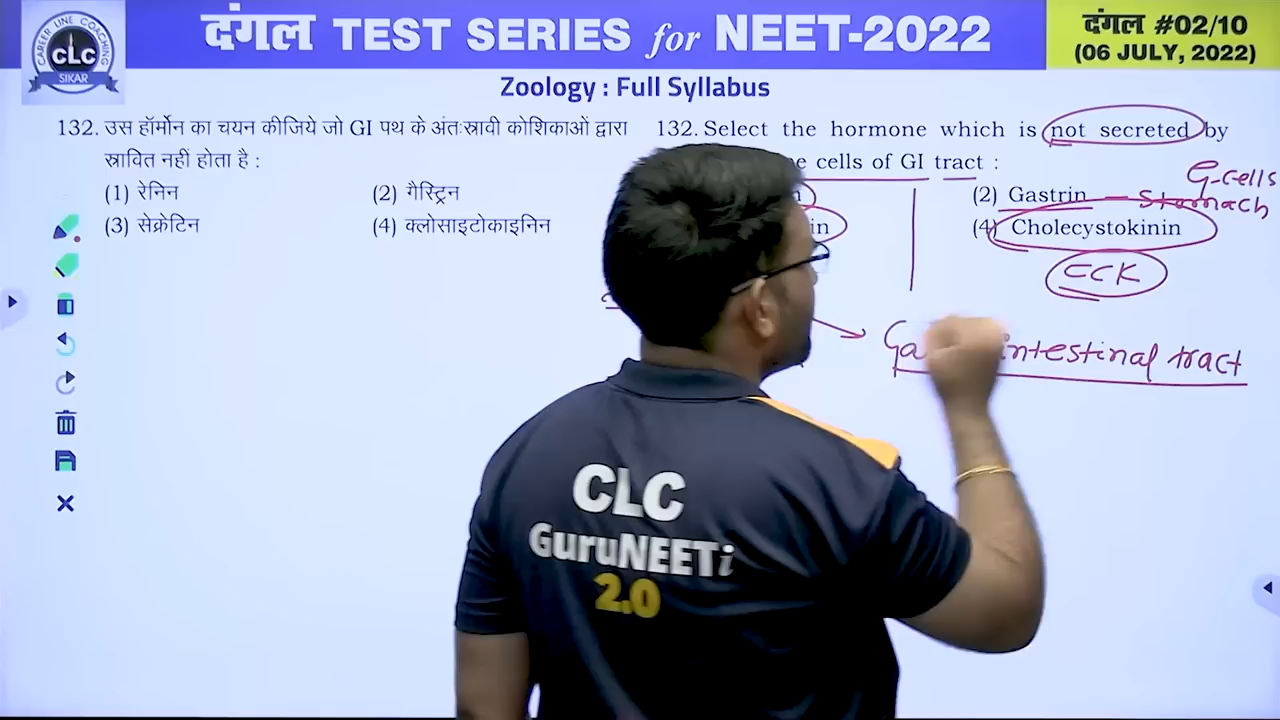 CAREER LINE COACHING
CLC
SIKAR
दंगल TEST SERIES for NEET-2022
दंगल #02/10
(06 JULY, 2022)
Zoology : Full Syllabus
132. उस हॉर्मोन का चयन कीजिये जो GI पथ के अंतःस्रावी कोशिकाओं द्वारा
स्रावित नहीं होता है :
(1) रेनिन
(2) गैस्ट्रिन
(3) सेक्रेटिन
(4) क्लोसाइटोकाइनिन
132. Select the hormone which is not secreted by
cells of GI tract :
(2) Gastrin – Stomach
G-cells
(4) Cholecystokinin
CCK
intestinal tract
CLC
GuruNEETi
2.0